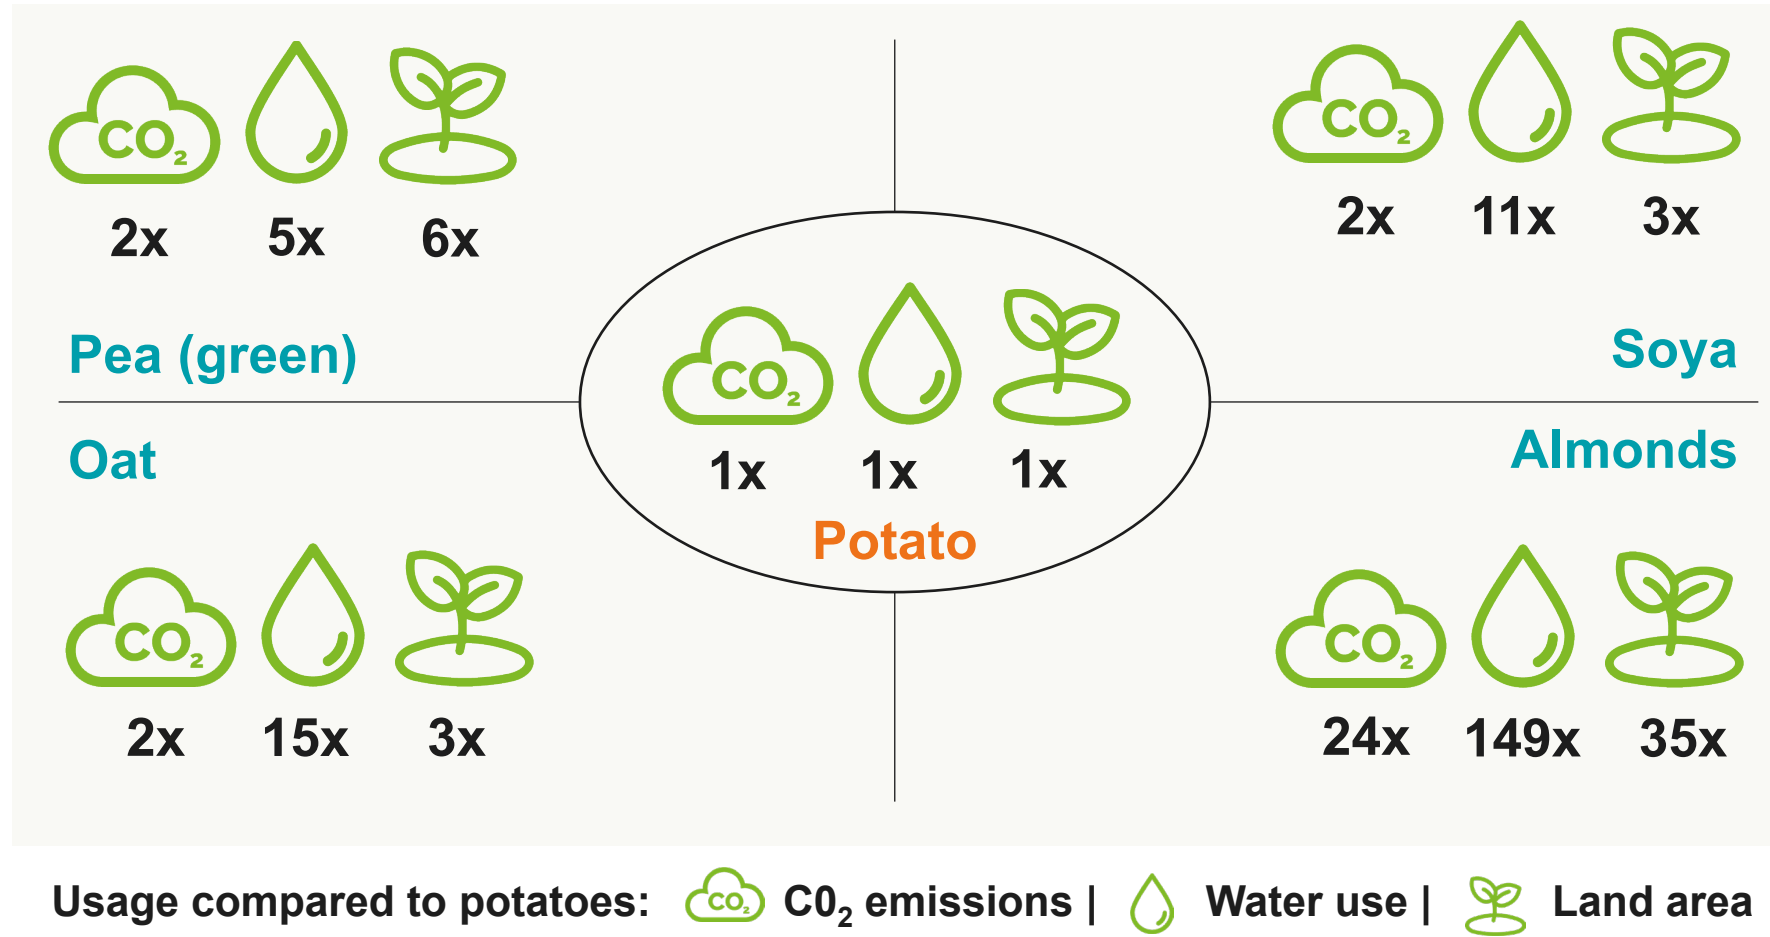 CO₂
2x 5x 6x
Pea (green)
CO₂
2x 11x 3x
Soya
CO₂
1x 1x 1x
Potato
Oat
CO₂
2x 15x 3x
Almonds
CO₂
24x 149x 35x
Usage compared to potatoes: CO₂ C0₂ emissions | Water use | Land area